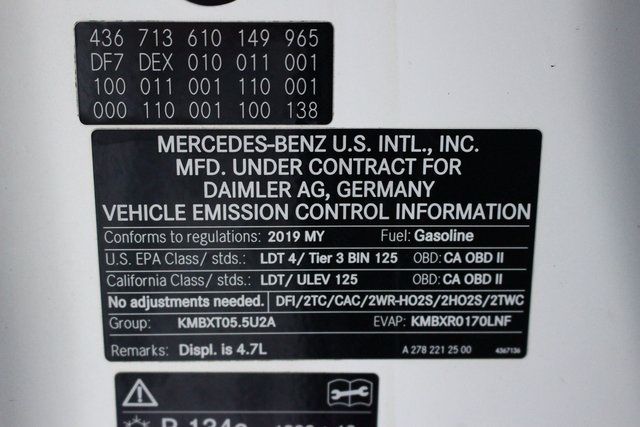 436 713 610 149 965
DF7 DEX 010 011 001
100 011 001 110 001
000 110 001 100 138
MERCEDES-BENZ U.S. INTL., INC.
MFD. UNDER CONTRACT FOR
DAIMLER AG, GERMANY
VEHICLE EMISSION CONTROL INFORMATION
Conforms to regulations: 2019 MY Fuel: Gasoline
U.S. EPA Class/ stds.: LDT 4/ Tier 3 BIN 125 OBD: CA OBD II
California Class/ stds.: LDT/ ULEV 125 OBD: CA OBD II
No adjustments needed. DFI/2TC/CAC/2WR-HO2S/2HO2S/2TWC
Group: KMBXT05.5U2A EVAP: KMBXR0170LNF
Remarks: Displ. is 4.7L A 278 221 25 00 4367136
R-134a